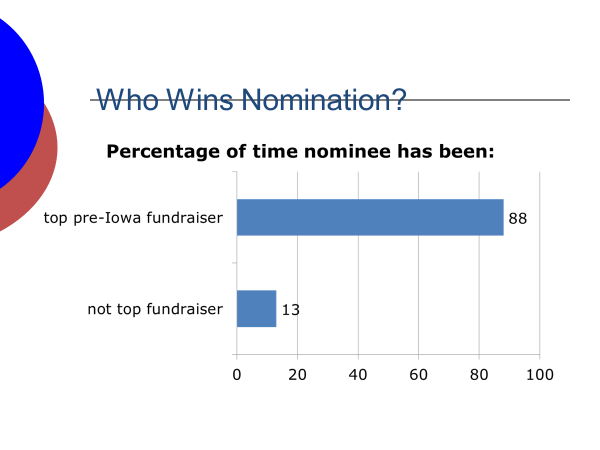 Who Wins Nomination?
Percentage of time nominee has been:
top pre-Iowa fundraiser
88
not top fundraiser
13
0 20 40 60 80 100